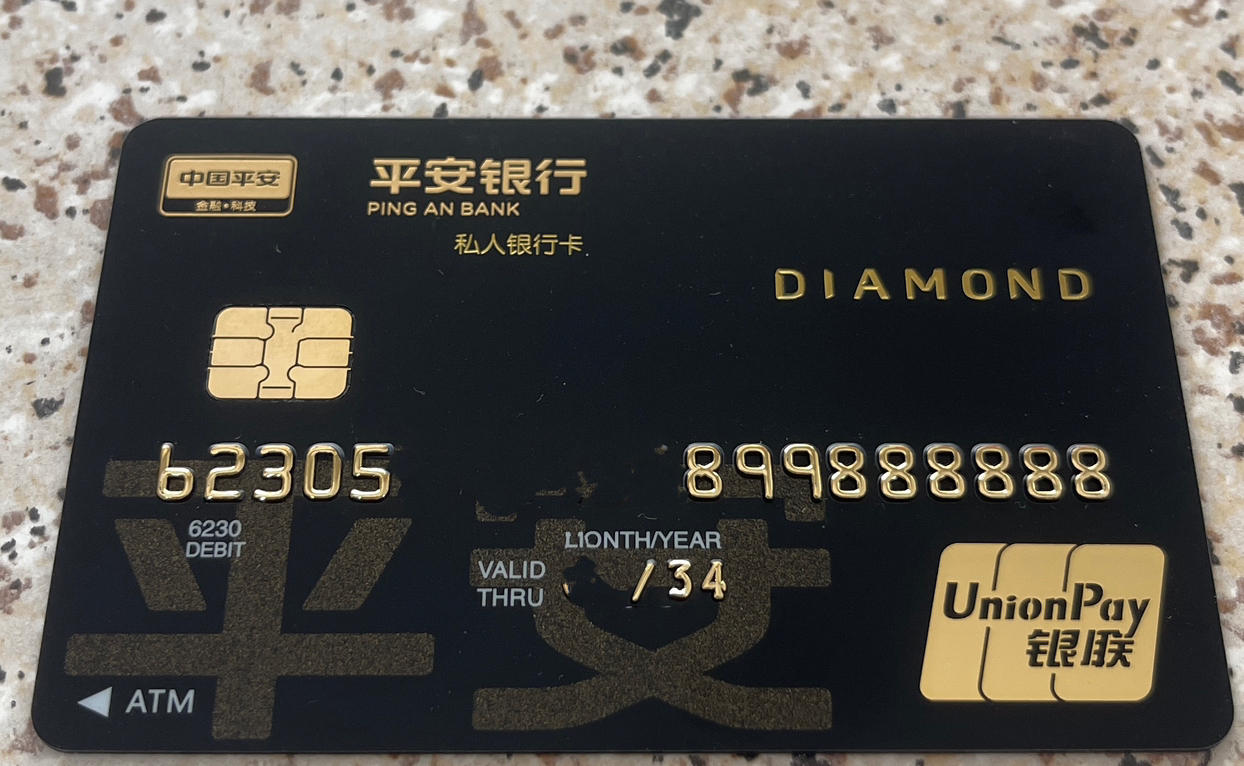 中国平安
金融·科技
平安银行
PING AN BANK
私人银行卡
DIAMOND
62305 899888888
6230
DEBIT
MONTH/YEAR
VALID
THRU /34
UnionPay
银联
ATM
平安